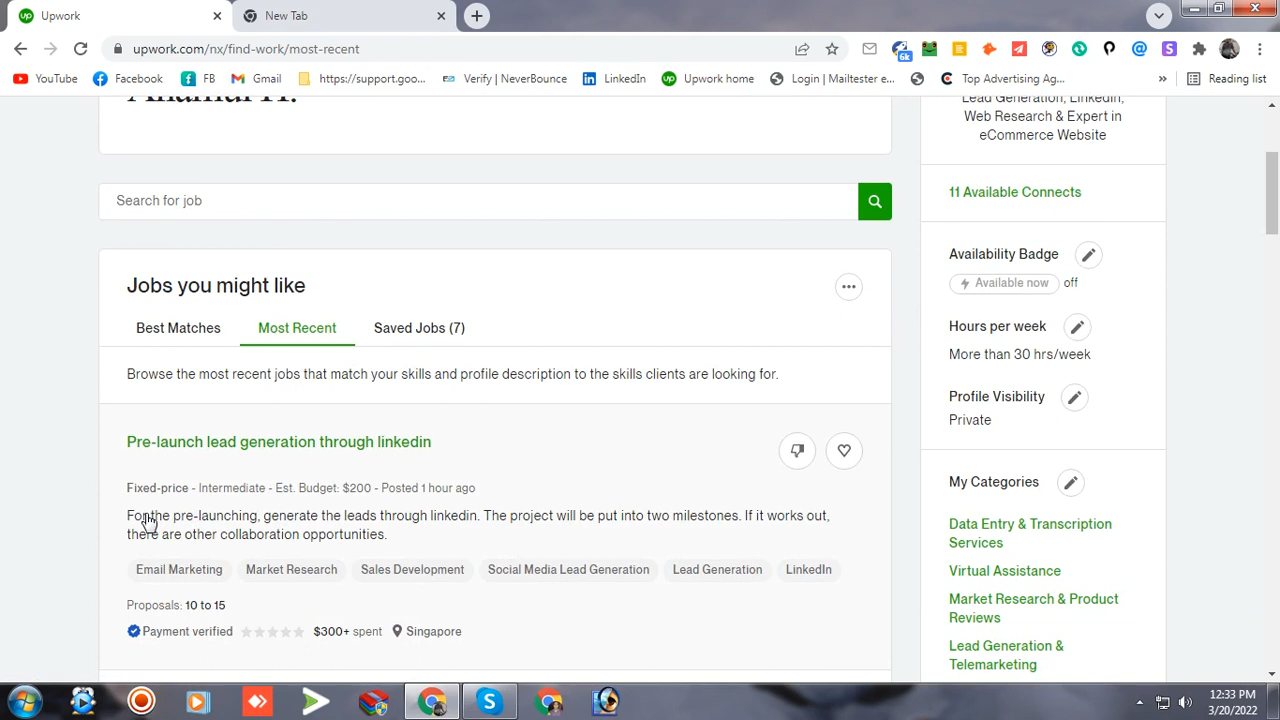 Upwork
New Tab
upwork.com/nx/find-work/most-recent
6k
YouTube
Facebook
FB
Gmail
https://support.goo...
Verify | NeverBounce
LinkedIn
Upwork home
Login | Mailtester e...
Top Advertising Ag...
»
Reading list
Lead Generation, LinkedIn,
Web Research & Expert in
eCommerce Website
Search for job
11 Available Connects
Availability Badge
Available now off
Jobs you might like
Best Matches
Most Recent
Saved Jobs (7)
Hours per week
More than 30 hrs/week
Browse the most recent jobs that match your skills and profile description to the skills clients are looking for.
Profile Visibility
Private
Pre-launch lead generation through linkedin
Fixed-price - Intermediate - Est. Budget: $200 - Posted 1 hour ago
For the pre-launching, generate the leads through linkedin. The project will be put into two milestones. If it works out,
there are other collaboration opportunities.
Email Marketing
Market Research
Sales Development
Social Media Lead Generation
Lead Generation
LinkedIn
Proposals: 10 to 15
Payment verified
$300+ spent
Singapore
My Categories
Data Entry & Transcription
Services
Virtual Assistance
Market Research & Product
Reviews
Lead Generation &
Telemarketing
12:33 PM
3/20/2022